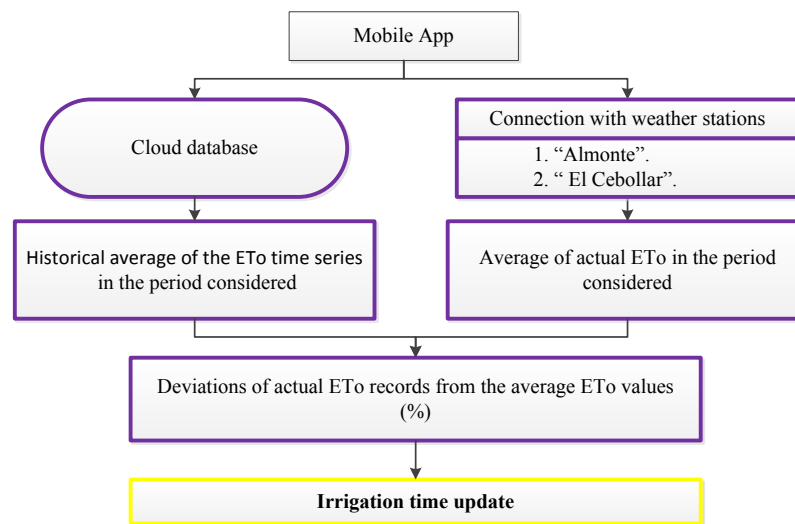 Mobile App
Cloud database
Connection with weather stations
1. “Almonte”.
2. “ El Cebollar”.
Historical average of the ETo time series
in the period considered
Average of actual ETo in the period
considered
Deviations of actual ETo records from the average ETo values
(%)
Irrigation time update